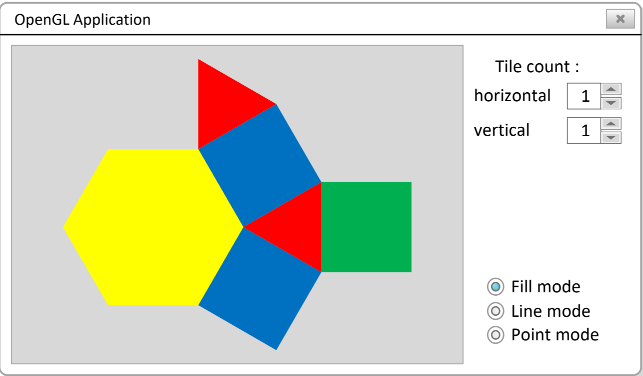 OpenGL Application
Tile count :
horizontal 1
vertical 1
Fill mode
Line mode
Point mode